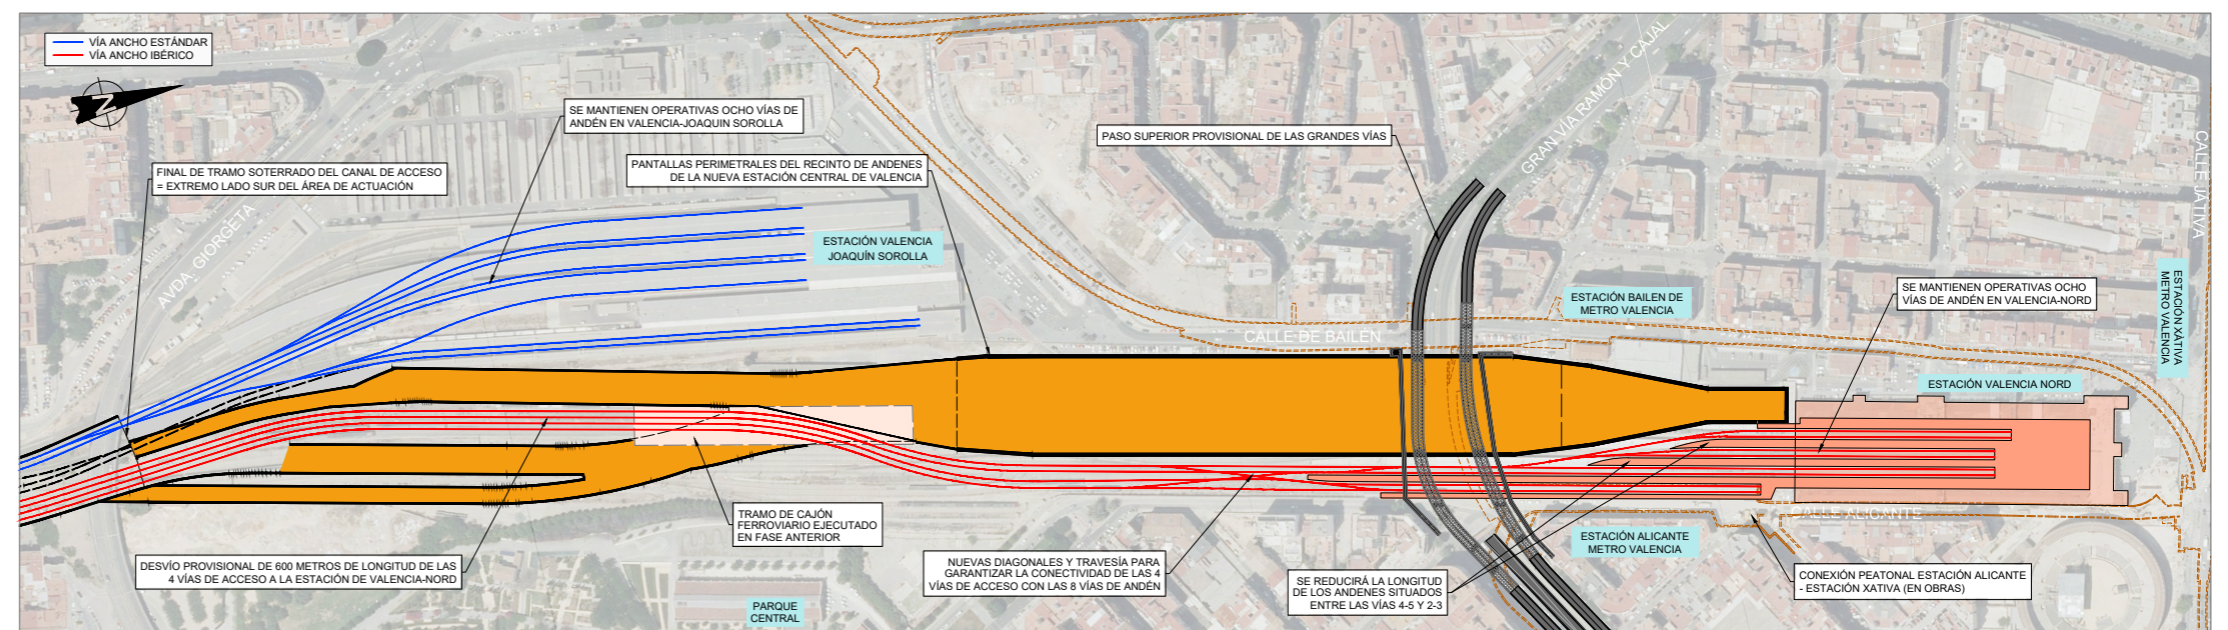 VÍA ANCHO ESTÁNDAR
VÍA ANCHO IBÉRICO
N
SE MANTIENEN OPERATIVAS OCHO VÍAS DE
ANDÉN EN VALENCIA-JOAQUIN SOROLLA
PASO SUPERIOR PROVISIONAL DE LAS GRANDES VÍAS
GRAN VÍA RAMÓN Y CAJAL
CALLE JÁTIVA
FINAL DE TRAMO SOTERRADO DEL CANAL DE ACCESO
= EXTREMO LADO SUR DEL ÁREA DE ACTUACIÓN
PANTALLAS PERIMETRALES DEL RECINTO DE ANDENES
DE LA NUEVA ESTACIÓN CENTRAL DE VALENCIA
AVDA. GIORGETA
ESTACIÓN VALENCIA
JOAQUÍN SOROLLA
ESTACIÓN BAILEN DE
METRO VALENCIA
SE MANTIENEN OPERATIVAS OCHO
VÍAS DE ANDÉN EN VALENCIA-NORD
ESTACIÓN XÁTIVA
METRO VALENCIA
CALLE DE BAILÉN
ESTACIÓN VALENCIA NORD
TRAMO DE CAJÓN
FERROVIARIO EJECUTADO
EN FASE ANTERIOR
CALLE ALICANTE
ESTACIÓN ALICANTE
METRO VALENCIA
DESVÍO PROVISIONAL DE 600 METROS DE LONGITUD DE LAS
4 VÍAS DE ACCESO A LA ESTACIÓN DE VALENCIA-NORD
NUEVAS DIAGONALES Y TRAVESÍA PARA
GARANTIZAR LA CONECTIVIDAD DE LAS 4
VÍAS DE ACCESO CON LAS 8 VÍAS DE ANDÉN
SE REDUCIRÁ LA LONGITUD
DE LOS ANDENES SITUADOS
ENTRE LAS VÍAS 4-5 Y 2-3
CONEXIÓN PEATONAL ESTACIÓN ALICANTE
- ESTACIÓN XATIVA (EN OBRAS)
PARQUE
CENTRAL